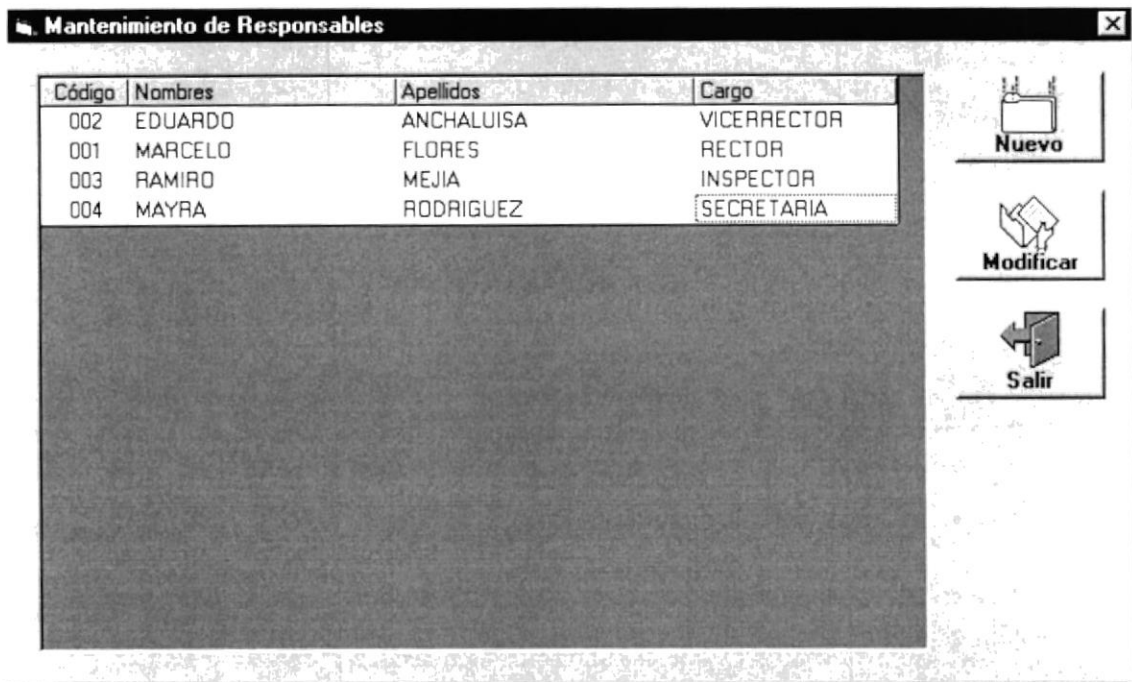 Mantenimiento de Responsables
Código Nombres Apellidos Cargo
002 EDUARDO ANCHALUISA VICERRECTOR
001 MARCELO FLORES RECTOR
003 RAMIRO MEJIA INSPECTOR
004 MAYRA RODRIGUEZ SECRETARIA
Nuevo
Modificar
Salir